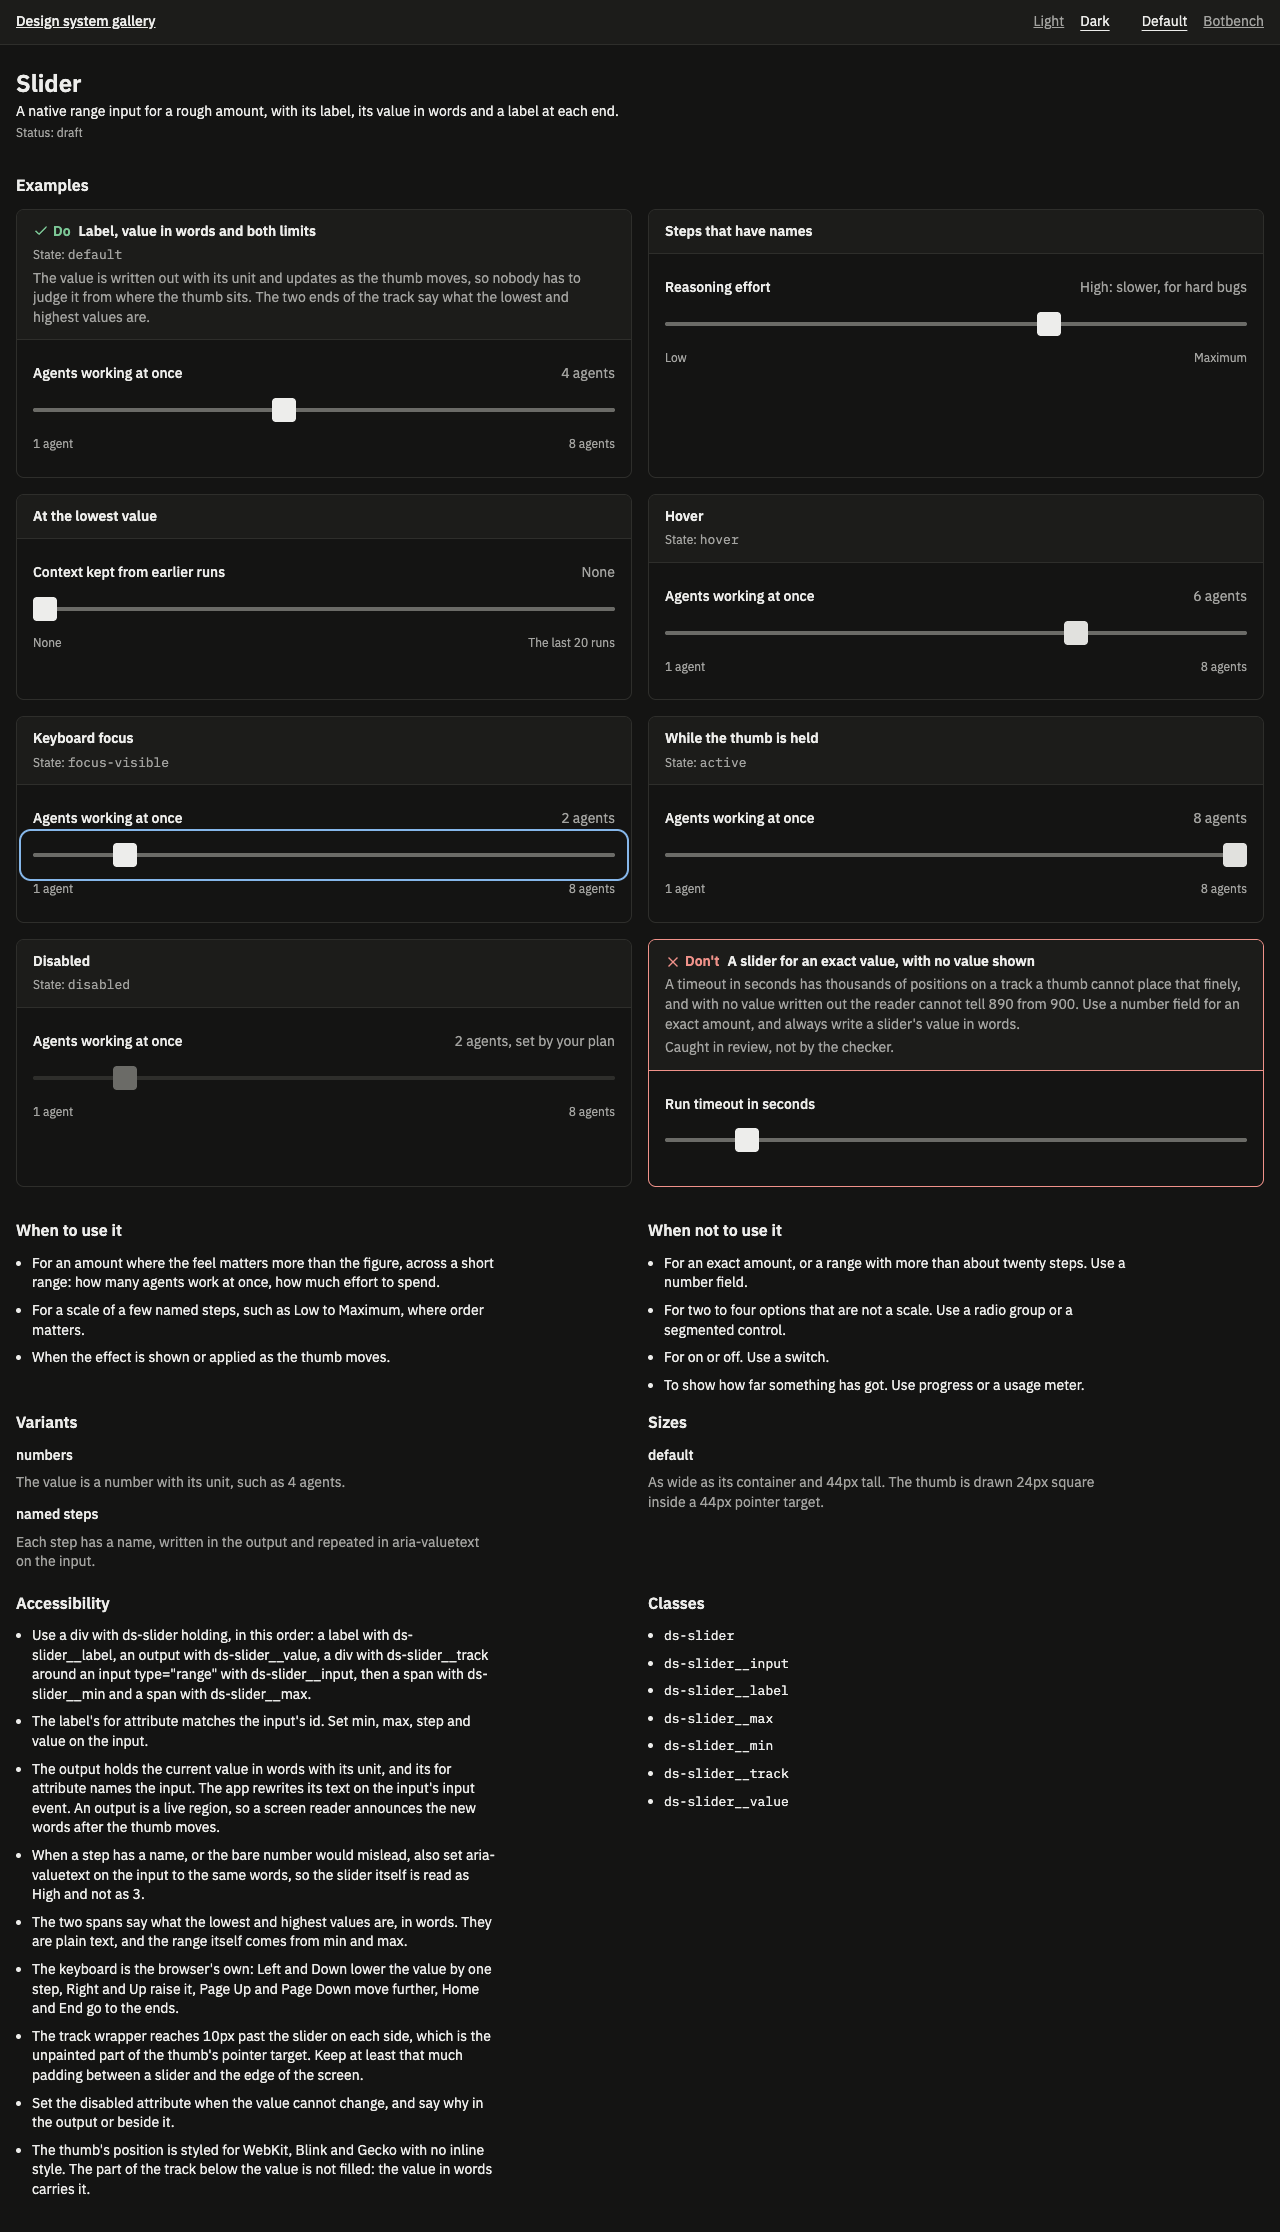 Design system gallery
Light Dark Default Botbench
Slider
A native range input for a rough amount, with its label, its value in words and a label at each end.
Status: draft
Examples
Do Label, value in words and both limits
State: default
The value is written out with its unit and updates as the thumb moves, so nobody has to
judge it from where the thumb sits. The two ends of the track say what the lowest and
highest values are.
Agents working at once 4 agents
1 agent 8 agents
Steps that have names
Reasoning effort High: slower, for hard bugs
Low Maximum
At the lowest value
Context kept from earlier runs None
None The last 20 runs
Hover
State: hover
Agents working at once 6 agents
1 agent 8 agents
Keyboard focus
State: focus-visible
Agents working at once 2 agents
1 agent 8 agents
While the thumb is held
State: active
Agents working at once 8 agents
1 agent 8 agents
Disabled
State: disabled
Agents working at once 2 agents, set by your plan
1 agent 8 agents
Don't A slider for an exact value, with no value shown
A timeout in seconds has thousands of positions on a track a thumb cannot place that finely,
and with no value written out the reader cannot tell 890 from 900. Use a number field for an
exact amount, and always write a slider's value in words.
Caught in review, not by the checker.
Run timeout in seconds
When to use it
For an amount where the feel matters more than the figure, across a short
range: how many agents work at once, how much effort to spend.
For a scale of a few named steps, such as Low to Maximum, where order
matters.
When the effect is shown or applied as the thumb moves.
When not to use it
For an exact amount, or a range with more than about twenty steps. Use a
number field.
For two to four options that are not a scale. Use a radio group or a
segmented control.
For on or off. Use a switch.
To show how far something has got. Use progress or a usage meter.
Variants
numbers
The value is a number with its unit, such as 4 agents.
named steps
Each step has a name, written in the output and repeated in aria-valuetext
on the input.
Sizes
default
As wide as its container and 44px tall. The thumb is drawn 24px square
inside a 44px pointer target.
Accessibility
Use a div with ds-slider holding, in this order: a label with ds-
slider__label, an output with ds-slider__value, a div with ds-slider__track
around an input type="range" with ds-slider__input, then a span with ds-
slider__min and a span with ds-slider__max.
The label's for attribute matches the input's id. Set min, max, step and
value on the input.
The output holds the current value in words with its unit, and its for
attribute names the input. The app rewrites its text on the input's input
event. An output is a live region, so a screen reader announces the new
words after the thumb moves.
When a step has a name, or the bare number would mislead, also set aria-
valuetext on the input to the same words, so the slider itself is read as
High and not as 3.
The two spans say what the lowest and highest values are, in words. They
are plain text, and the range itself comes from min and max.
The keyboard is the browser's own: Left and Down lower the value by one
step, Right and Up raise it, Page Up and Page Down move further, Home
and End go to the ends.
The track wrapper reaches 10px past the slider on each side, which is the
unpainted part of the thumb's pointer target. Keep at least that much
padding between a slider and the edge of the screen.
Set the disabled attribute when the value cannot change, and say why in
the output or beside it.
The thumb's position is styled for WebKit, Blink and Gecko with no inline
style. The part of the track below the value is not filled: the value in words
carries it.
Classes
ds-slider
ds-slider__input
ds-slider__label
ds-slider__max
ds-slider__min
ds-slider__track
ds-slider__value